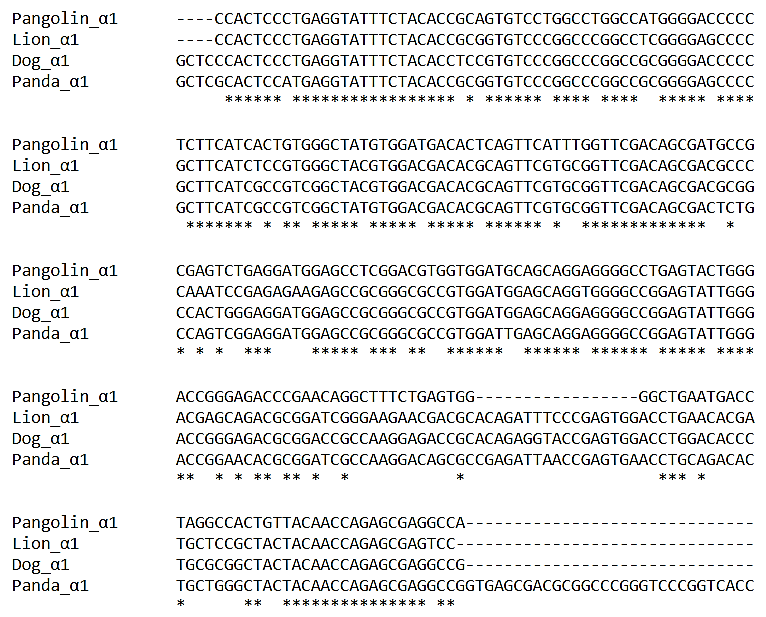 Pangolin_α1      ----CCACTCCCTGAGGTATTTCTACACCGCAGTGTCCTGGCCTGGCCATGGGGACCCCC
Lion_α1          ----CCACTCCCTGAGGTATTTCTACACCGCGGTGTCCCGGCCCGGCCTCGGGGAGCCCC
Dog_α1           GCTCCCACTCCCTGAGGTATTTCTACACCTCCGTGTCCCGGCCCGGCCGCGGGGACCCCC
Panda_α1         GCTCGCACTCCATGAGGTATTTCTACACCGCGGTGTCCCGGCCCGGCCGCGGGGAGCCCC
                      ****** ***************** * ****** **** ****  ***** ****
Pangolin_α1      TCTTCATCACTGTGGGCTATGTGGATGACACTCAGTTCATTTGGTTCGACAGCGATGCCG
Lion_α1          GCTTCATCTCCGTGGGCTACGTGGACGACACGCAGTTCGTGCGGTTCGACAGCGACGCCC
Dog_α1           GCTTCATCGCCGTCGGCTACGTGGACGACACGCAGTTCGTGCGGTTCGACAGCGACGCGG
Panda_α1         GCTTCATCGCCGTCGGCTATGTGGACGACACGCAGTTCGTGCGGTTCGACAGCGACTCTG
                  ******* * ** ***** ***** ***** ****** *  *************  *
Pangolin_α1      CGAGTCTGAGGATGGAGCCTCGGACGTGGTGGATGCAGCAGGAGGGGCCTGAGTACTGGG
Lion_α1          CAAATCCGAGAGAAGAGCCGCGGGCGCCGTGGATGGAGCAGGTGGGGCCGGAGTATTGGG
Dog_α1           CCACTGGGAGGATGGAGCCGCGGGCGCCGTGGATGGAGCAGGAGGGGCCGGAGTATTGGG
Panda_α1         CCAGTCGGAGGATGGAGCCGCGGGCGCCGTGGATTGAGCAGGAGGGGCCGGAGTATTGGG
                 * * *  ***    ***** *** **  ******  ****** ****** ***** ****
Pangolin_α1      ACCGGGAGACCCGAACAGGCTTTCTGAGTGG-----------------GGCTGAATGACC
Lion_α1          ACGAGCAGACGCGGATCGGGAAGAACGACGCACAGATTTCCCGAGTGGACCTGAACACGA
Dog_α1           ACCGGGAGACGCGGACCGCCAAGGAGACCGCACAGAGGTACCGAGTGGACCTGGACACCC
Panda_α1         ACCGGAACACGCGGATCGCCAAGGACAGCGCCGAGATTAACCGAGTGAACCTGCAGACAC
                 **  * * ** ** *  *           *                    *** *
Pangolin_α1      TAGGCCACTGTTACAACCAGAGCGAGGCCA------------------------------
Lion_α1          TGCTCCGCTACTACAACCAGAGCGAGTCC-------------------------------
Dog_α1           TGCGCGGCTACTACAACCAGAGCGAGGCCG------------------------------
Panda_α1         TGCTGGGCTACTACAACCAGAGCGAGGCCGGTGAGCGACGCGGCCCGGGTCCCGGTCACC
                 *      **  *************** **